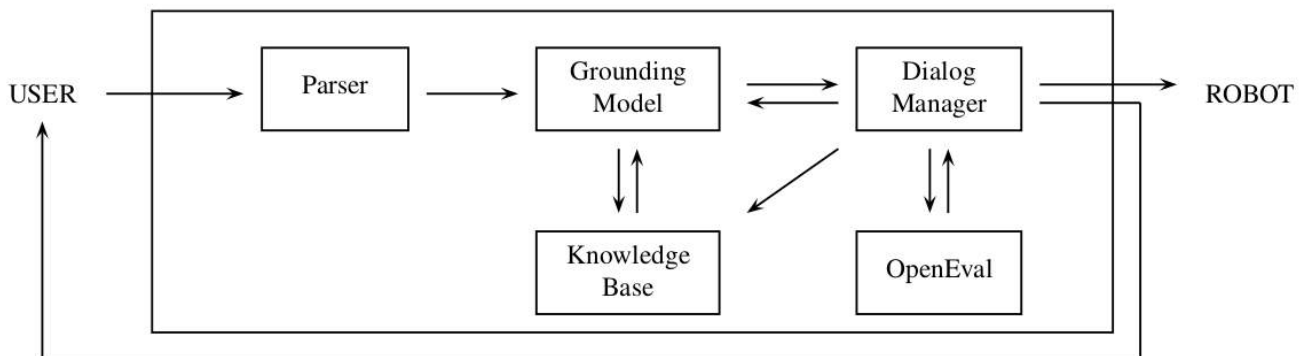 USER
Parser
Grounding
Model
Dialog
Manager
ROBOT
Knowledge
Base
OpenEval